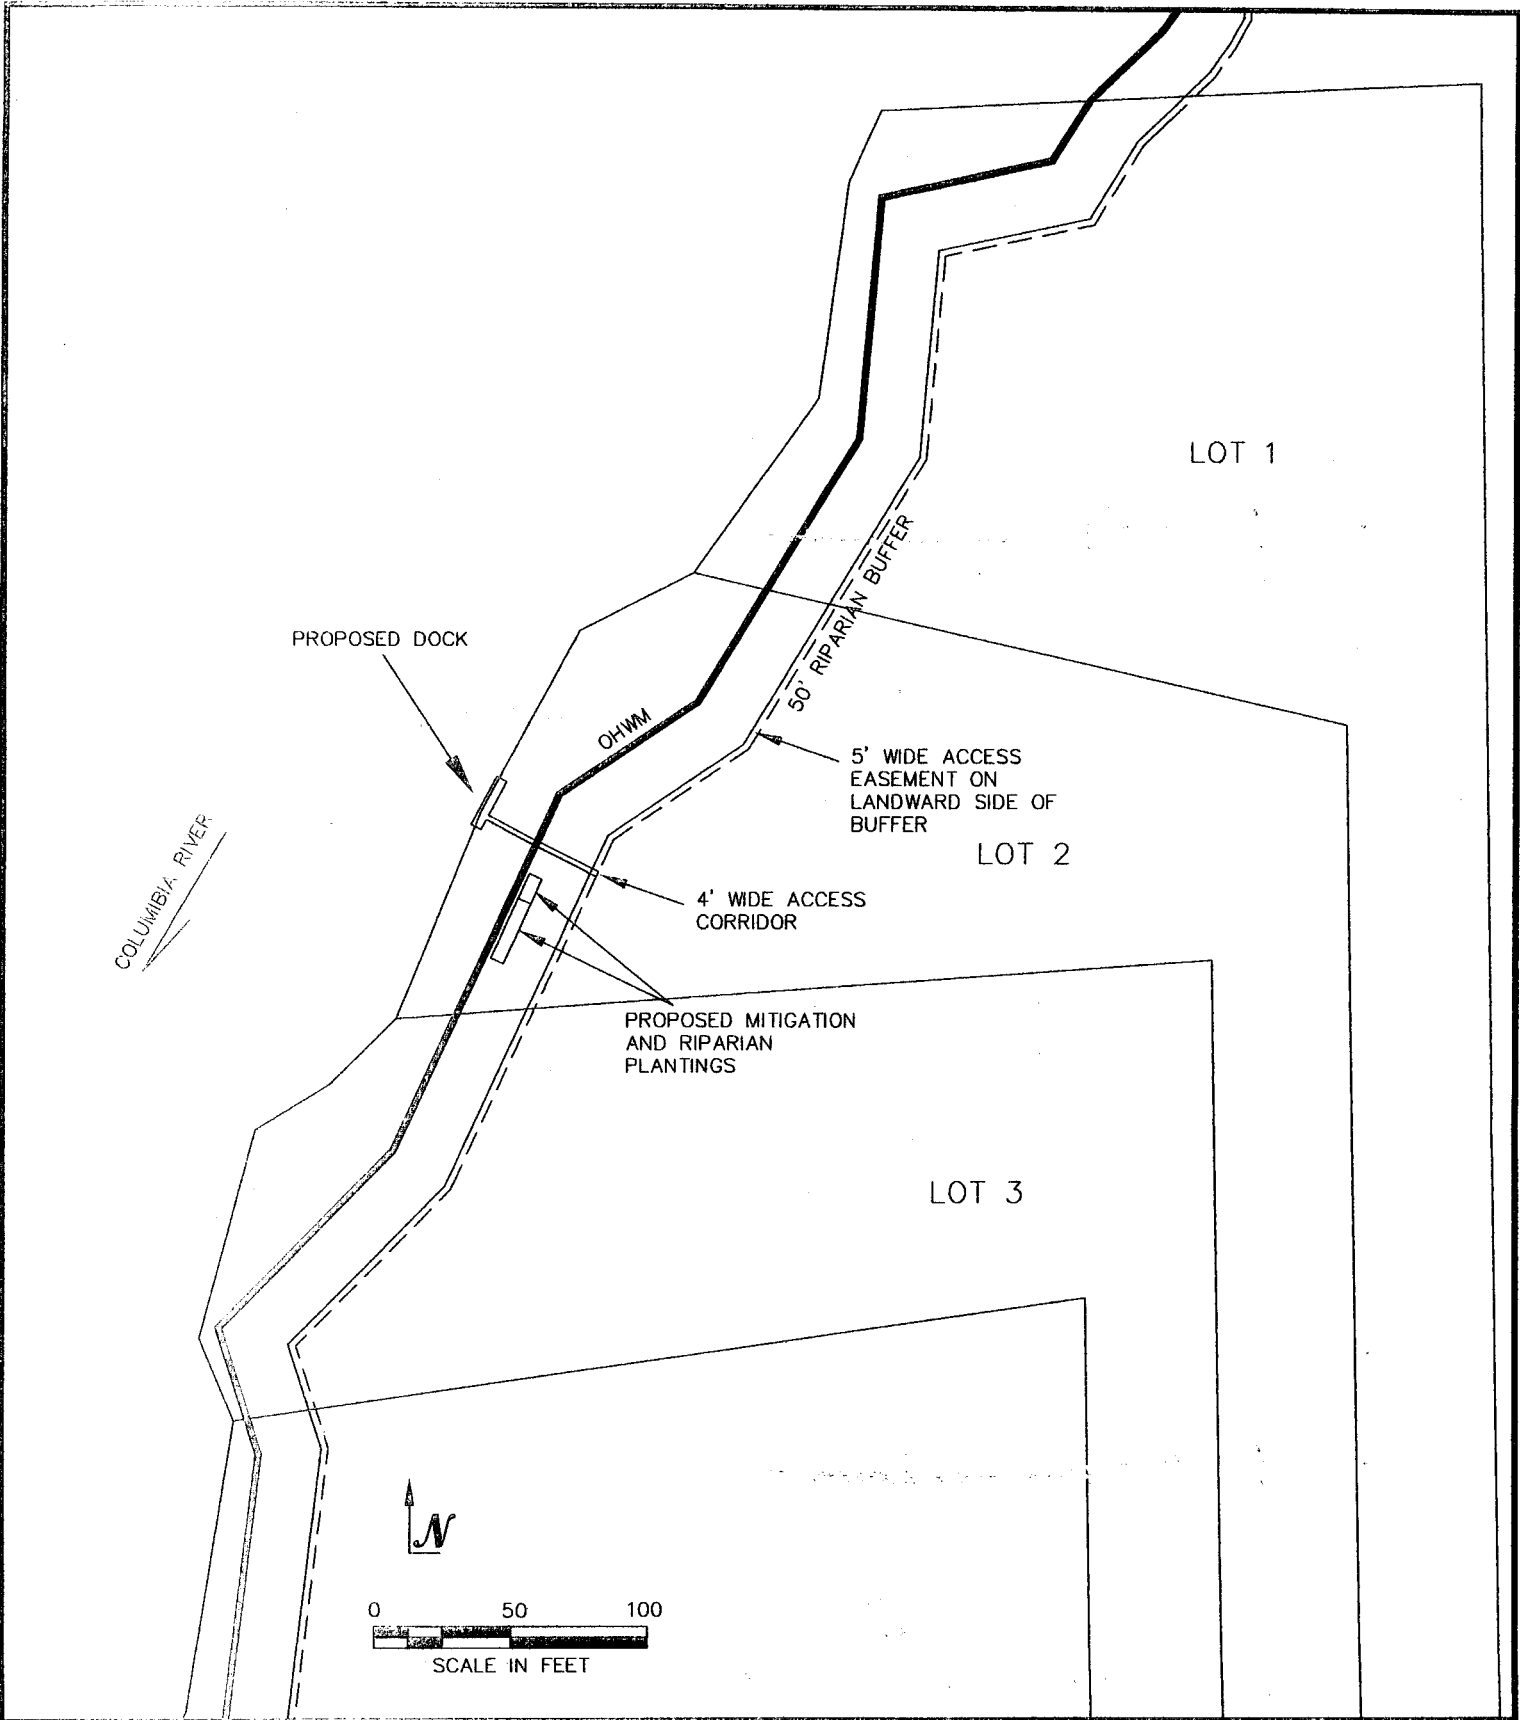 LOT 1
50' RIPARIAN BUFFER
PROPOSED DOCK
OHWM
5' WIDE ACCESS
EASEMENT ON
LANDWARD SIDE OF
BUFFER
LOT 2
COLUMBIA RIVER
4' WIDE ACCESS
CORRIDOR
PROPOSED MITIGATION
AND RIPARIAN
PLANTINGS
LOT 3
N
0 50 100
SCALE IN FEET